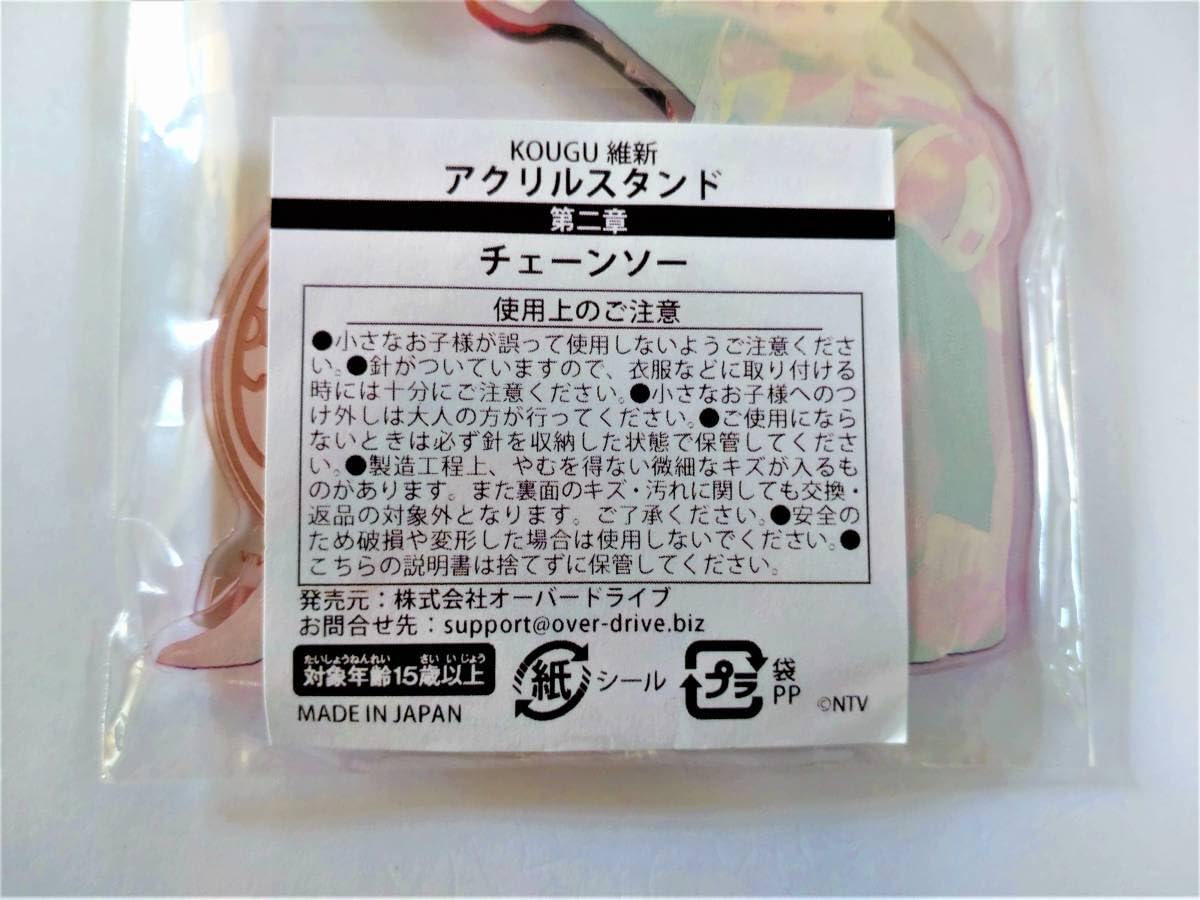 KOUGU 維新
アクリルスタンド
第二章
チェーンソー
使用上のご注意
●小さなお子様が誤って使用しないようご注意くださ
い。●針がついていますので、衣服などに取り付ける
時には十分にご注意ください。●小さなお子様へのつ
け外しは大人の方が行ってください。●ご使用になら
ないときは必ず針を収納した状態で保管してくださ
い。●製造工程上、やむを得ない微細なキズが入るも
のがあります。また裏面のキズ・汚れに関しても交換・
返品の対象外となります。ご了承ください。●安全の
ため破損や変形した場合は使用しないでください。●
こちらの説明書は捨てずに保管してください。
発売元：株式会社オーバードライブ
お問合せ先：support@over-drive.biz
たいしょうねんれい さい いじょう
対象年齢15歳以上
紙 シール
プラ 袋 PP
MADE IN JAPAN
©NTV